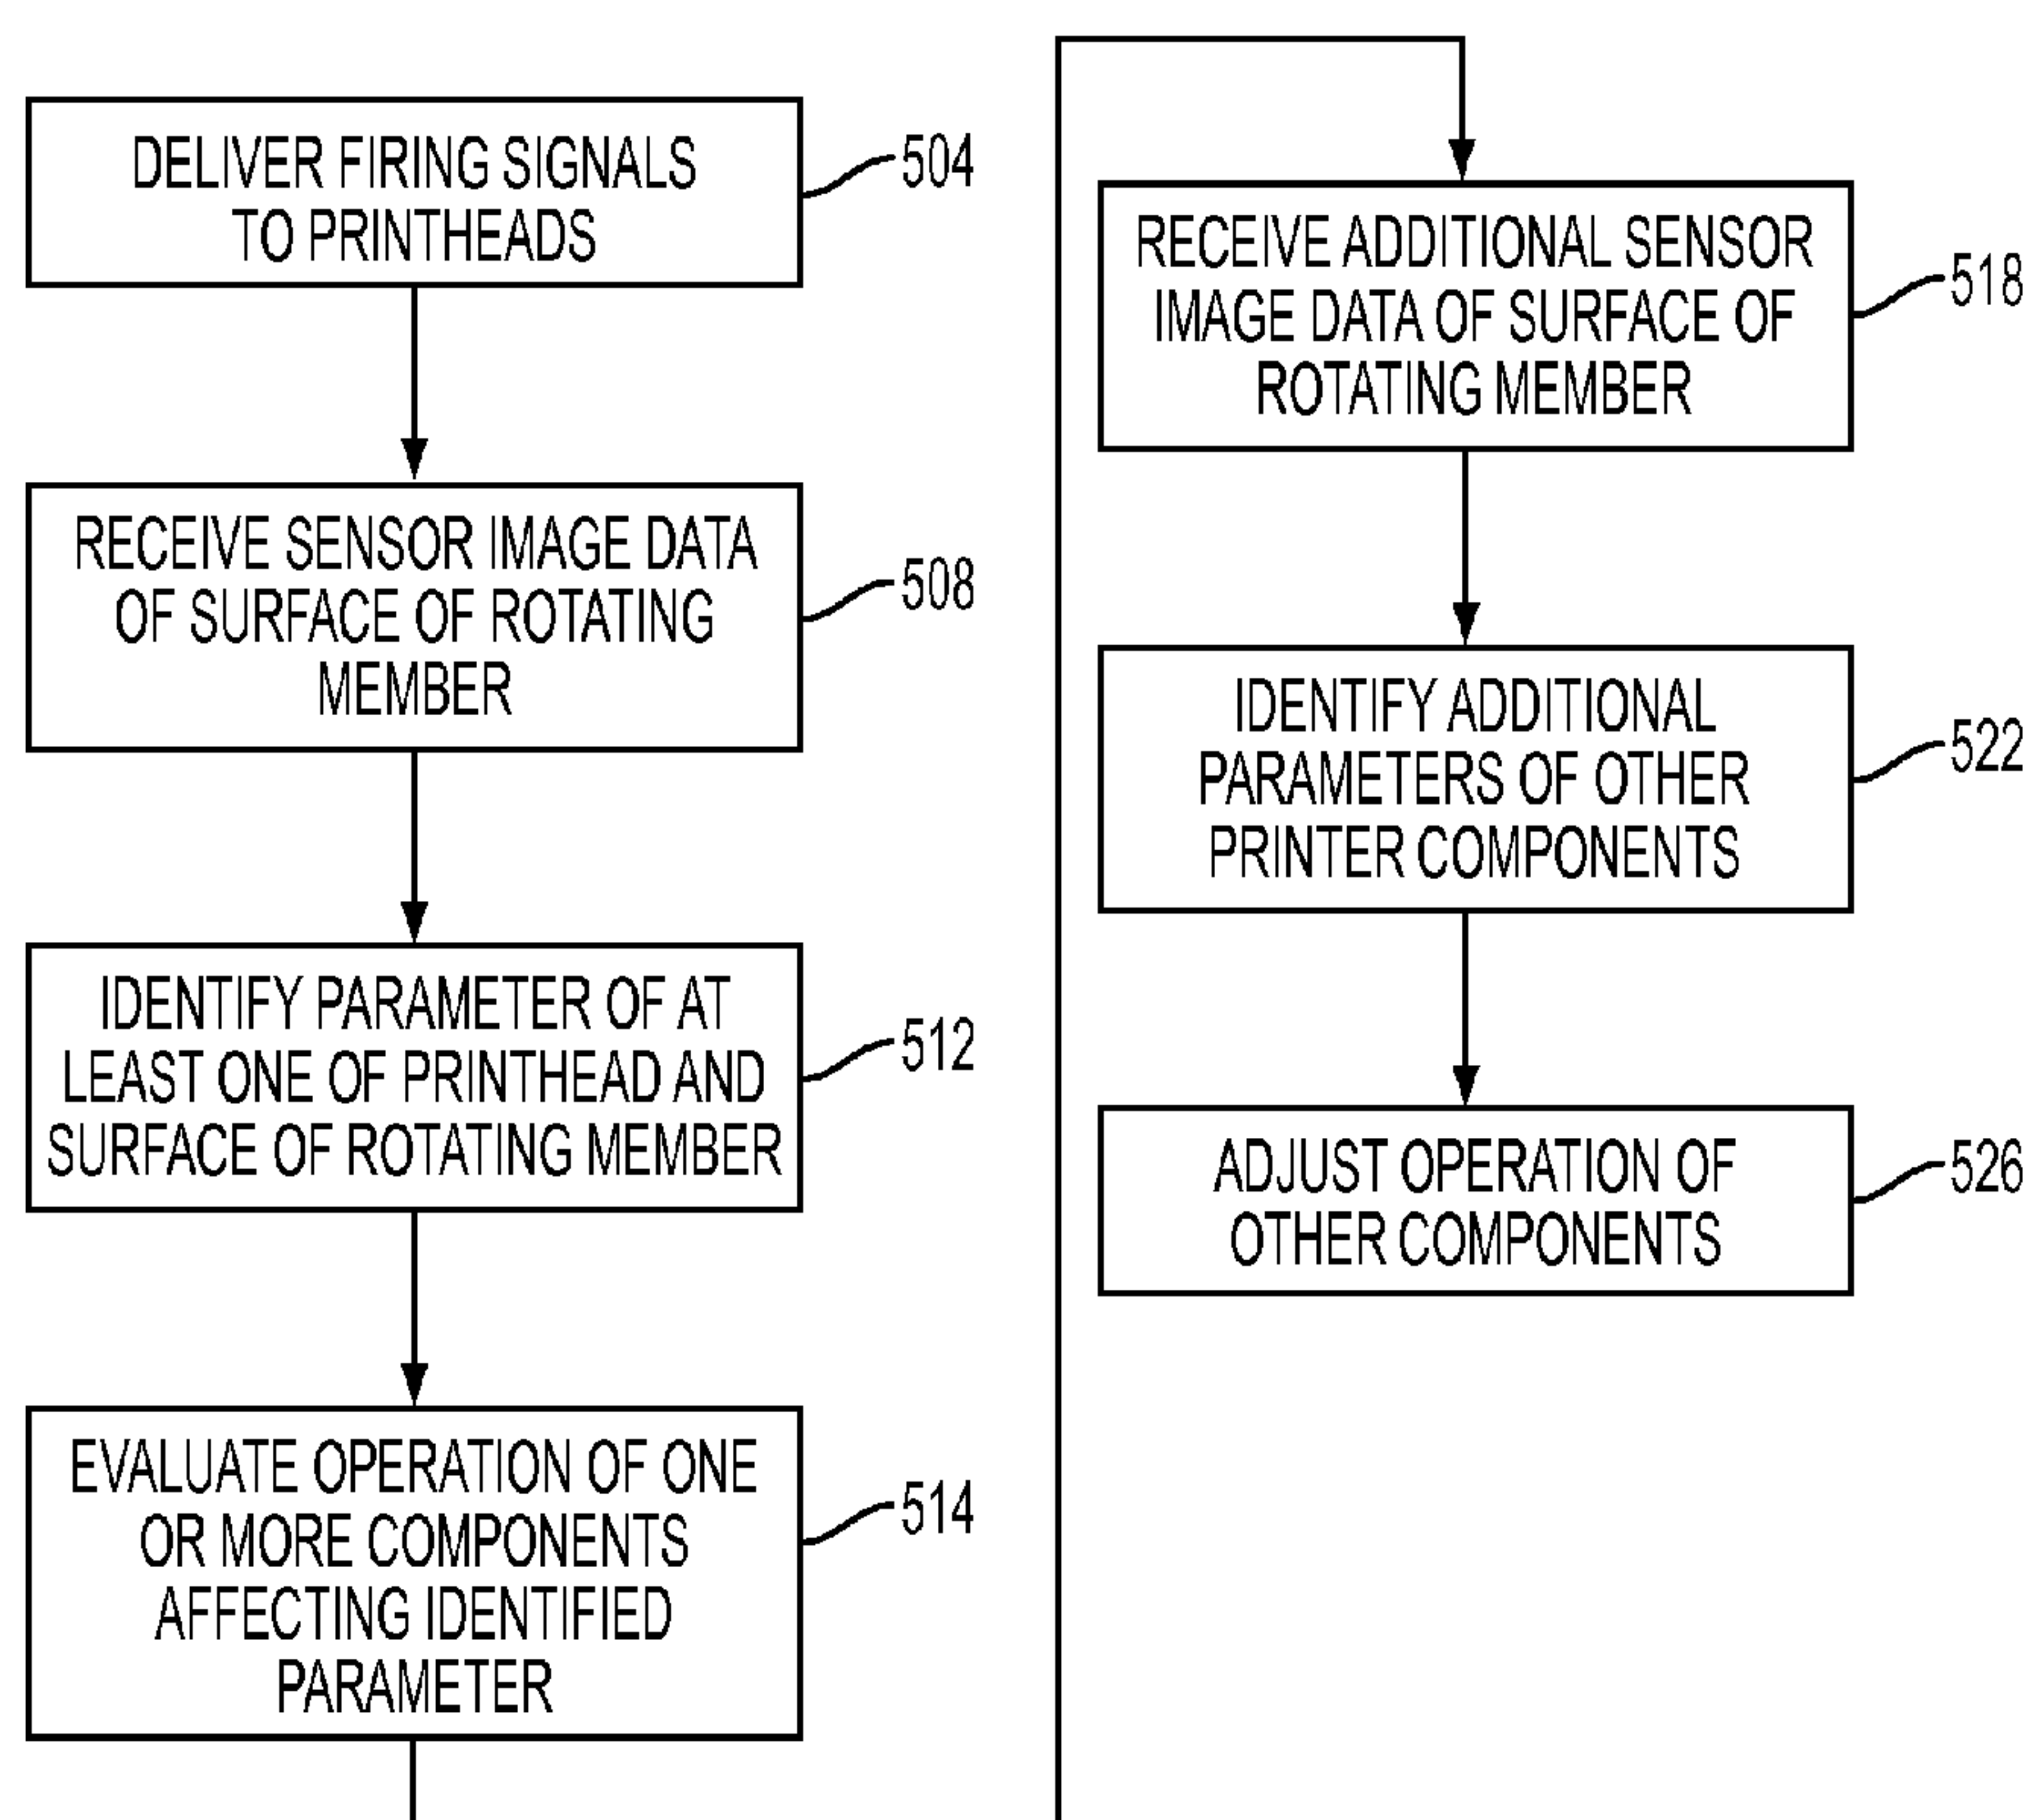 DELIVER FIRING SIGNALS
TO PRINTHEADS
504
RECEIVE SENSOR IMAGE DATA
OF SURFACE OF ROTATING
MEMBER
508
IDENTIFY PARAMETER OF AT
LEAST ONE OF PRINTHEAD AND
SURFACE OF ROTATING MEMBER
512
EVALUATE OPERATION OF ONE
OR MORE COMPONENTS
AFFECTING IDENTIFIED
PARAMETER
514
RECEIVE ADDITIONAL SENSOR
IMAGE DATA OF SURFACE OF
ROTATING MEMBER
518
IDENTIFY ADDITIONAL
PARAMETERS OF OTHER
PRINTER COMPONENTS
522
ADJUST OPERATION OF
OTHER COMPONENTS
526